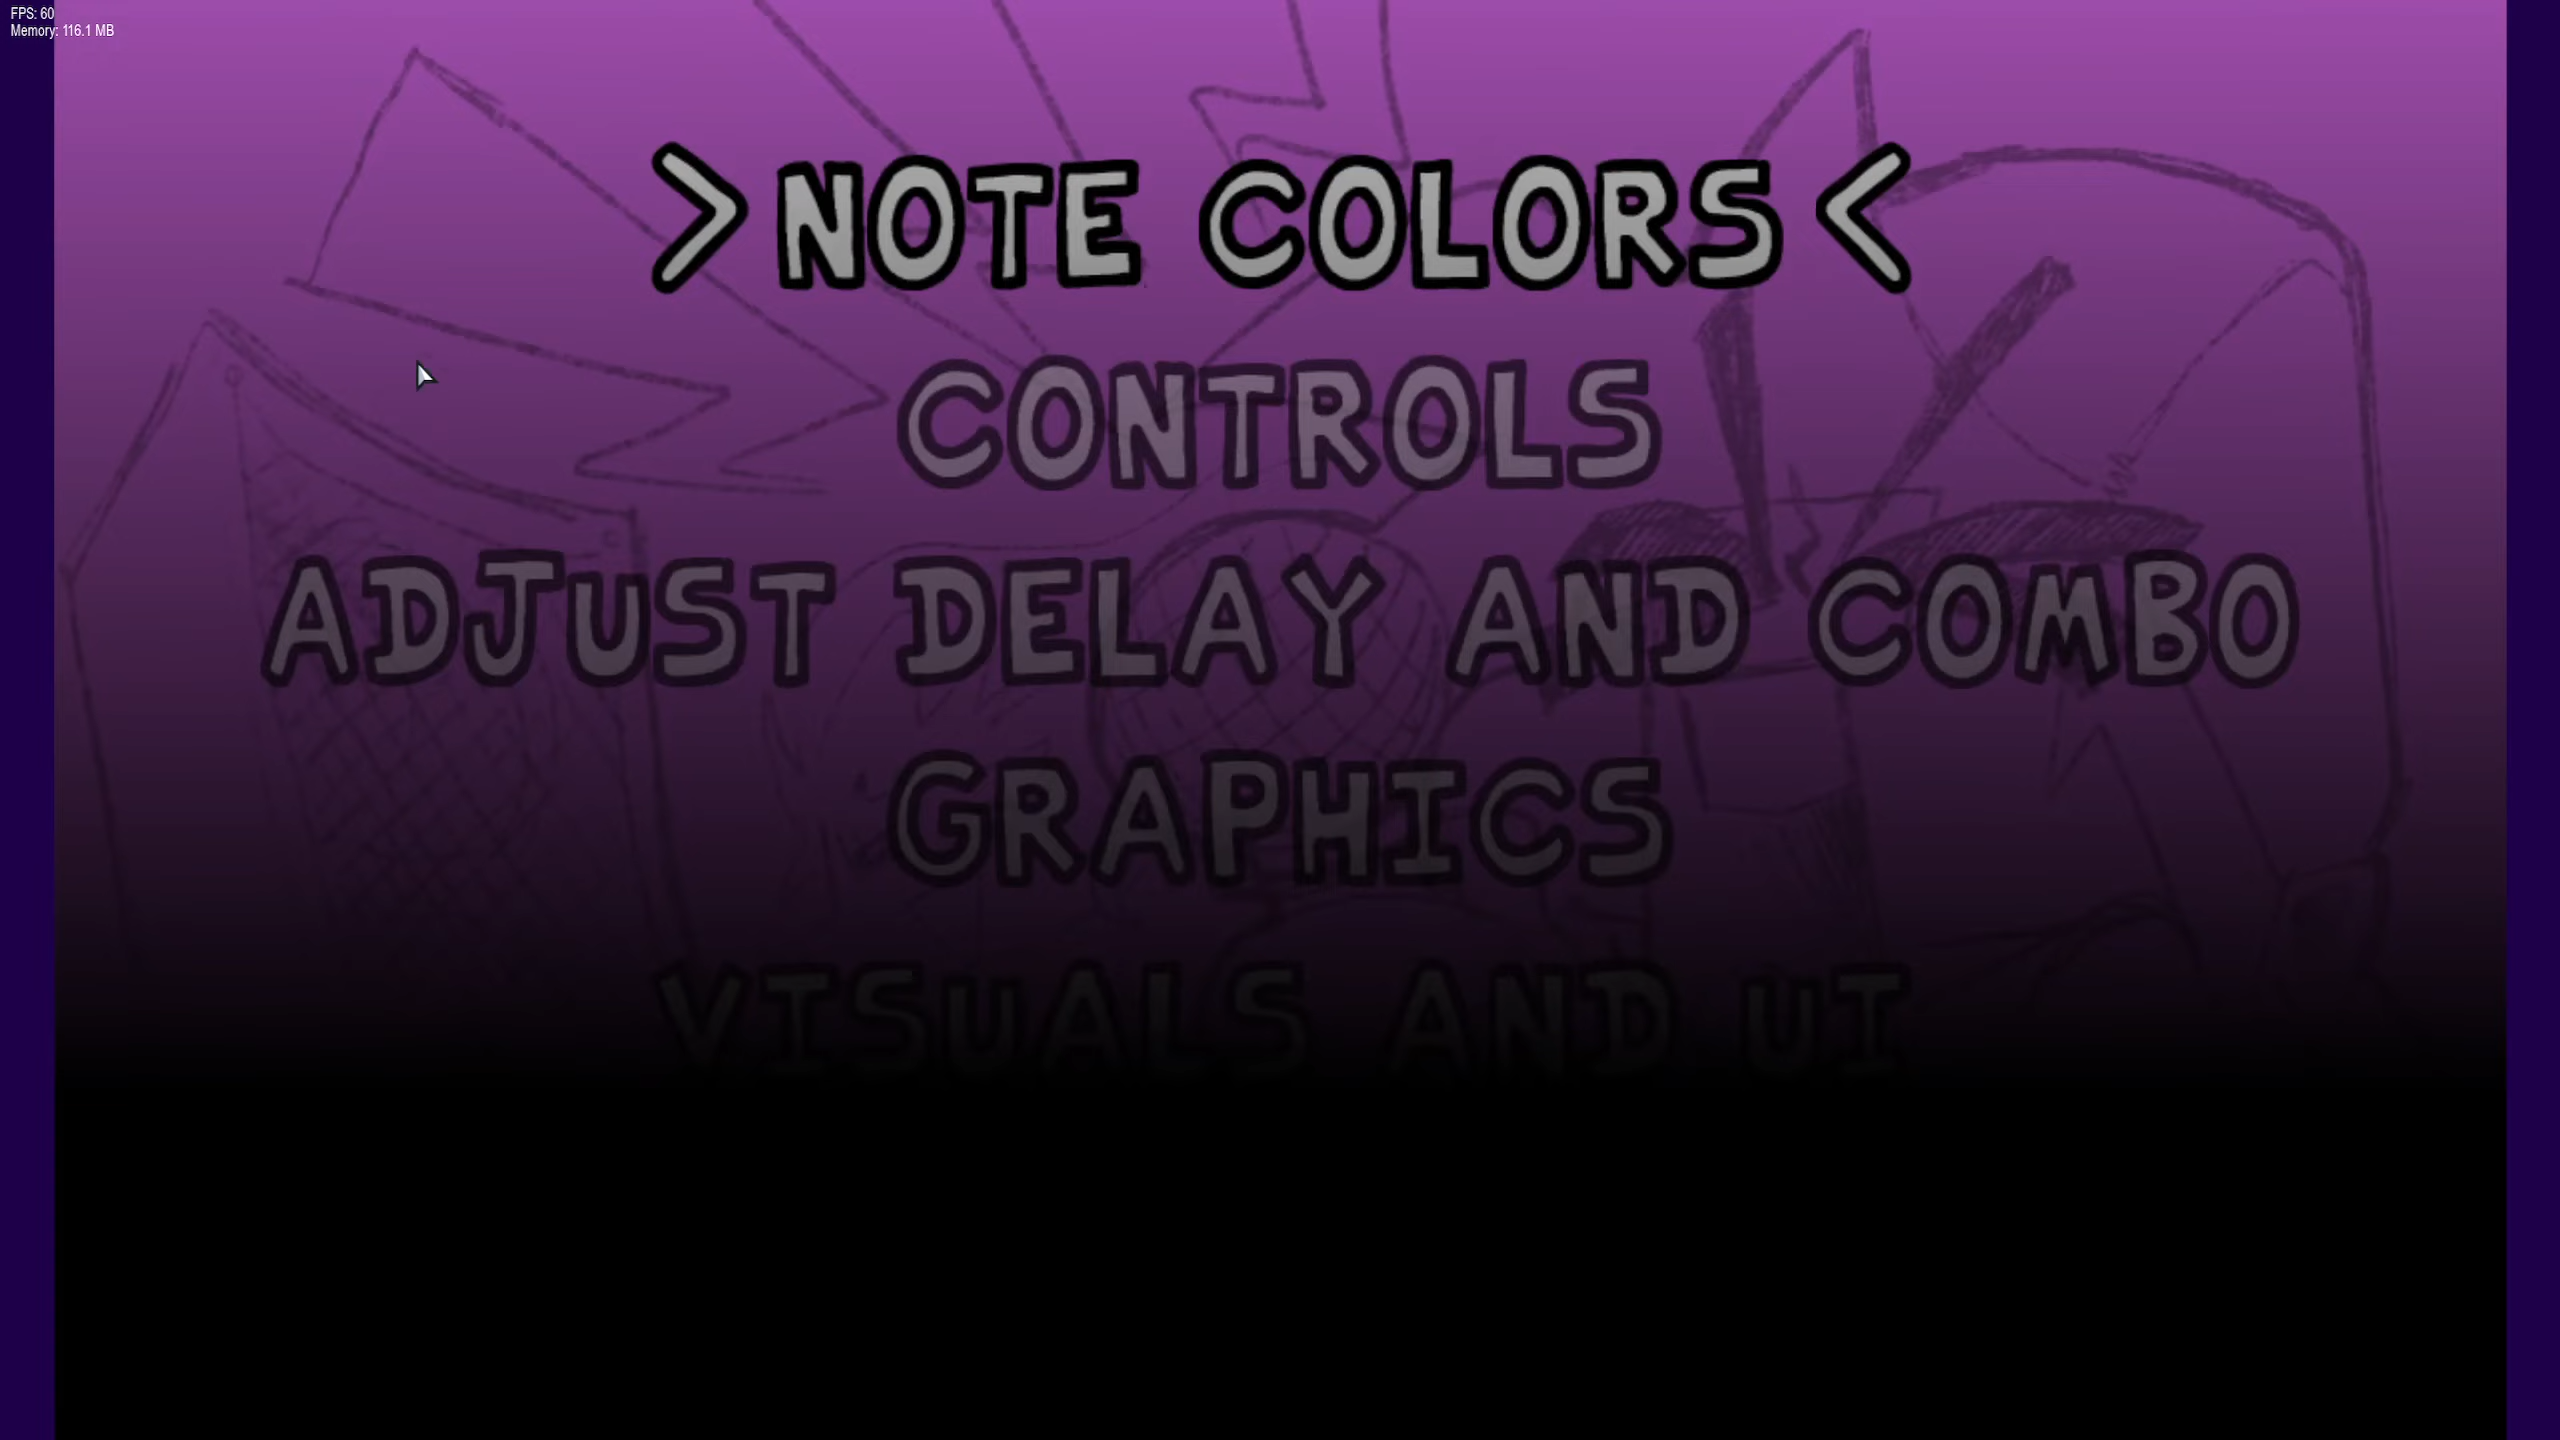 FPS: 60
Memory: 116.1 MB
>NOTE COLORS<
CONTROLS
ADJUST DELAY AND COMBO
GRAPHICS
VISUALS AND UI